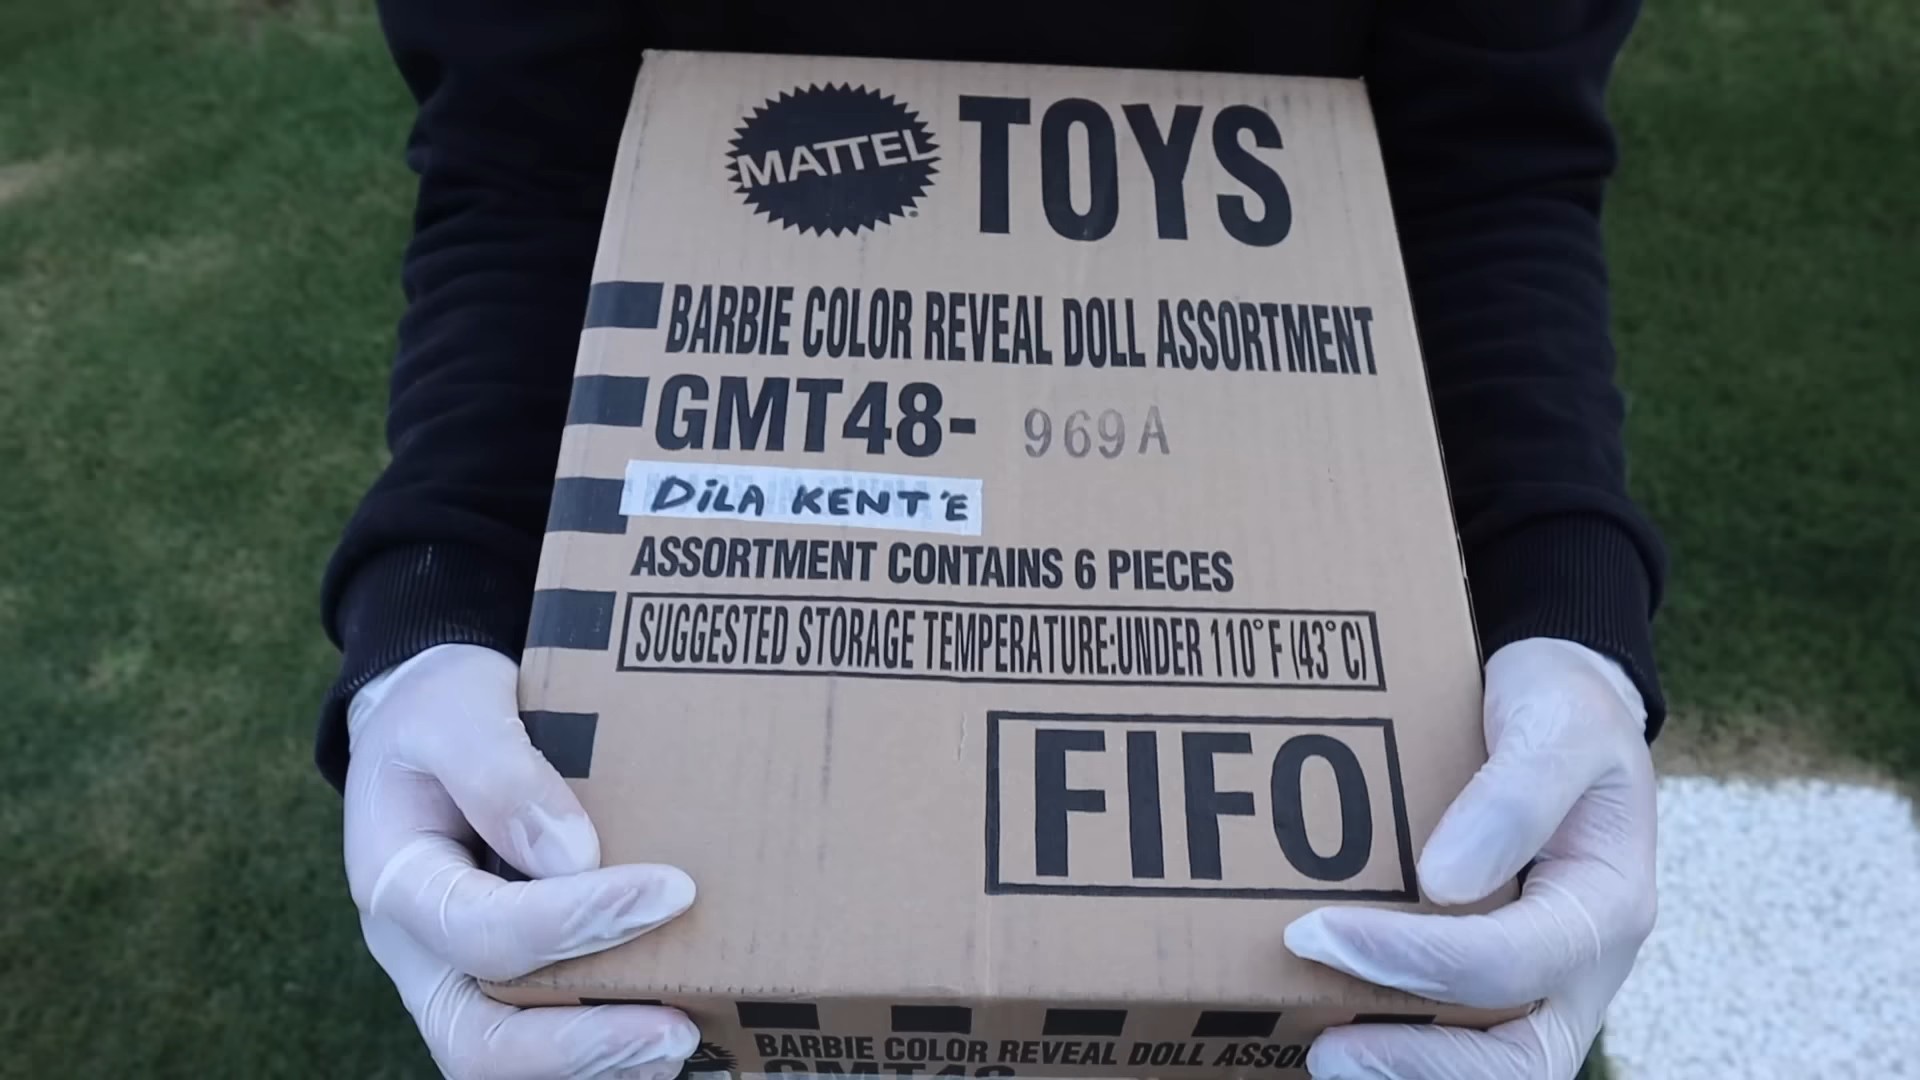 MATTEL TOYS
BARBIE COLOR REVEAL DOLL ASSORTMENT
GMT48- 969A
DiLA KENT'E
ASSORTMENT CONTAINS 6 PIECES
SUGGESTED STORAGE TEMPERATURE:UNDER 110°F (43°C)
FIFO
BARBIE COLOR REVEAL DOLL ASSO
GMT48